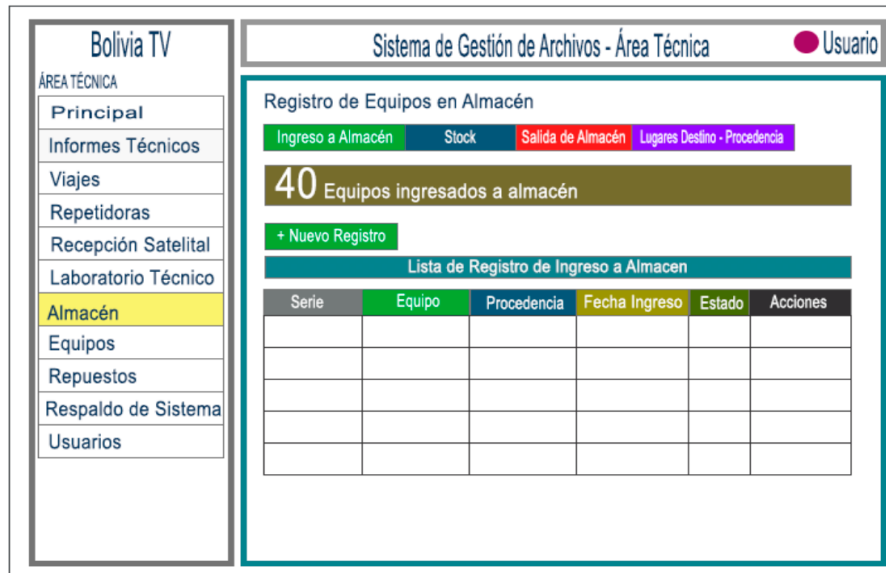 Bolivia TV
Sistema de Gestión de Archivos - Área Técnica
Usuario
ÁREA TÉCNICA
Principal
Informes Técnicos
Viajes
Repetidoras
Recepción Satelital
Laboratorio Técnico
Almacén
Equipos
Repuestos
Respaldo de Sistema
Usuarios
Registro de Equipos en Almacén
Ingreso a Almacén
Stock
Salida de Almacén
Lugares Destino - Procedencia
40 Equipos ingresados a almacén
+ Nuevo Registro
Lista de Registro de Ingreso a Almacen
Serie
Equipo
Procedencia
Fecha Ingreso
Estado
Acciones